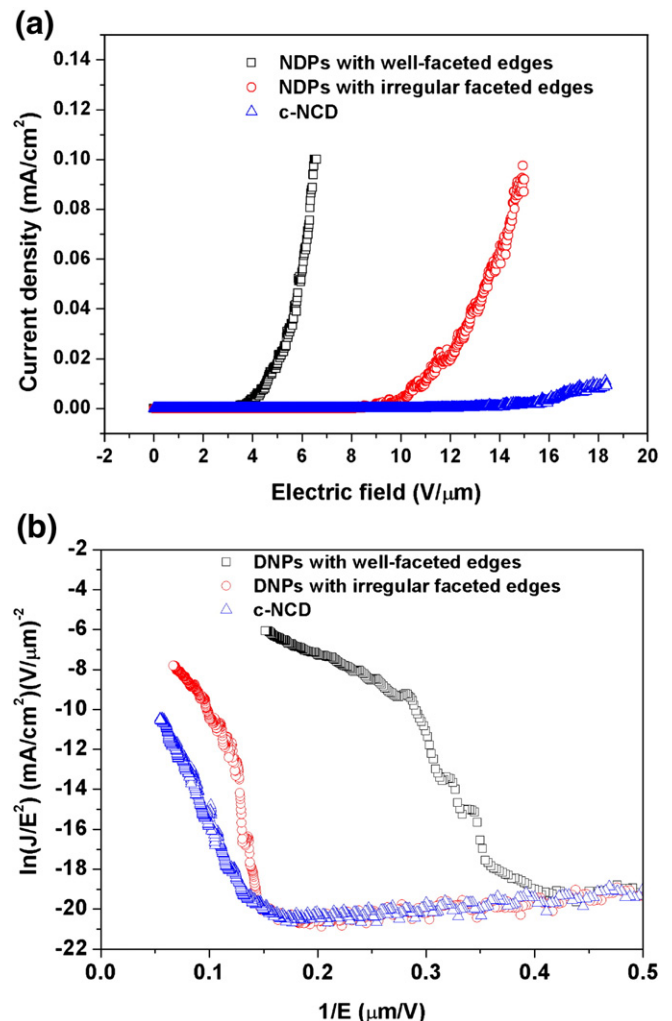 (a)
0.14
0.12
0.10
0.08
0.06
0.04
0.02
0.00
Current density (mA/cm²)
NDPs with well-faceted edges
NDPs with irregular faceted edges
c-NCD
-2 0 2 4 6 8 10 12 14 16 18 20
Electric field (V/μm)
(b)
-2
-4
-6
-8
-10
-12
-14
-16
-18
-20
-22
ln(J/E²) (mA/cm²)(V/μm)⁻²
DNPs with well-faceted edges
DNPs with irregular faceted edges
c-NCD
0.0 0.1 0.2 0.3 0.4 0.5
1/E (μm/V)